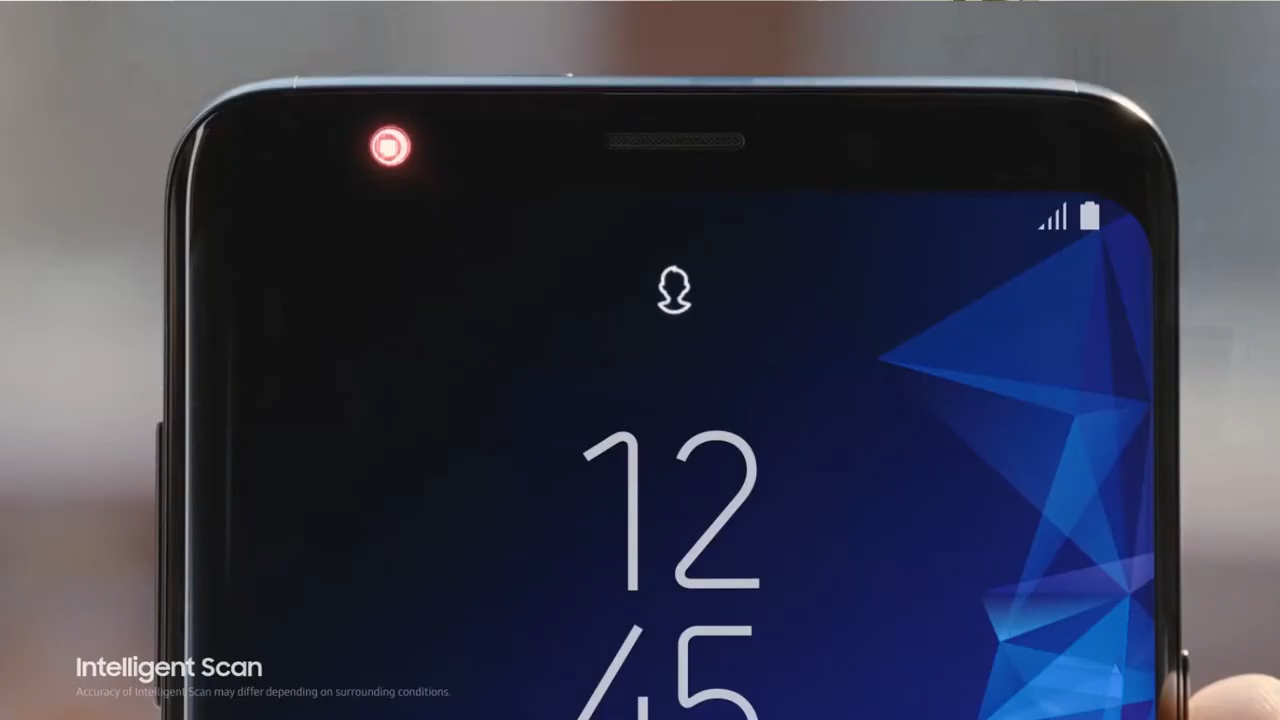 12
45
Intelligent Scan
Accuracy of Intelligent Scan may differ depending on surrounding conditions.